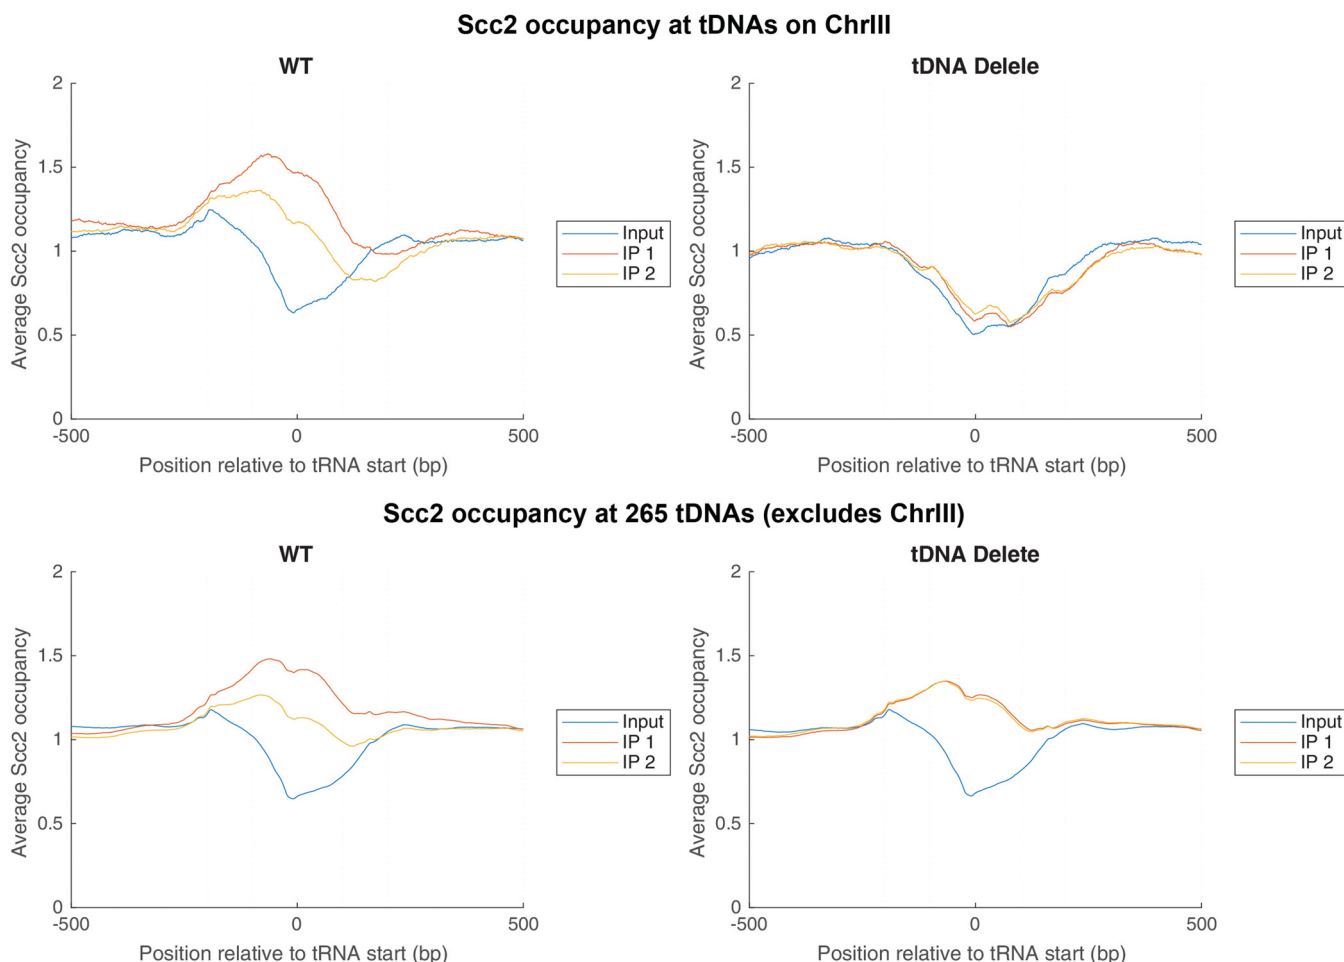 Scc2 occupancy at tDNAs on ChrIII
WT
tDNA Delele
2
1.5
1
0.5
0
-500
0
500
Average Scc2 occupancy
Position relative to tRNA start (bp)
Input
IP 1
IP 2
2
1.5
1
0.5
0
-500
0
500
Average Scc2 occupancy
Position relative to tRNA start (bp)
Input
IP 1
IP 2
Scc2 occupancy at 265 tDNAs (excludes ChrIII)
WT
tDNA Delete
2
1.5
1
0.5
0
-500
0
500
Average Scc2 occupancy
Position relative to tRNA start (bp)
Input
IP 1
IP 2
2
1.5
1
0.5
0
-500
0
500
Average Scc2 occupancy
Position relative to tRNA start (bp)
Input
IP 1
IP 2